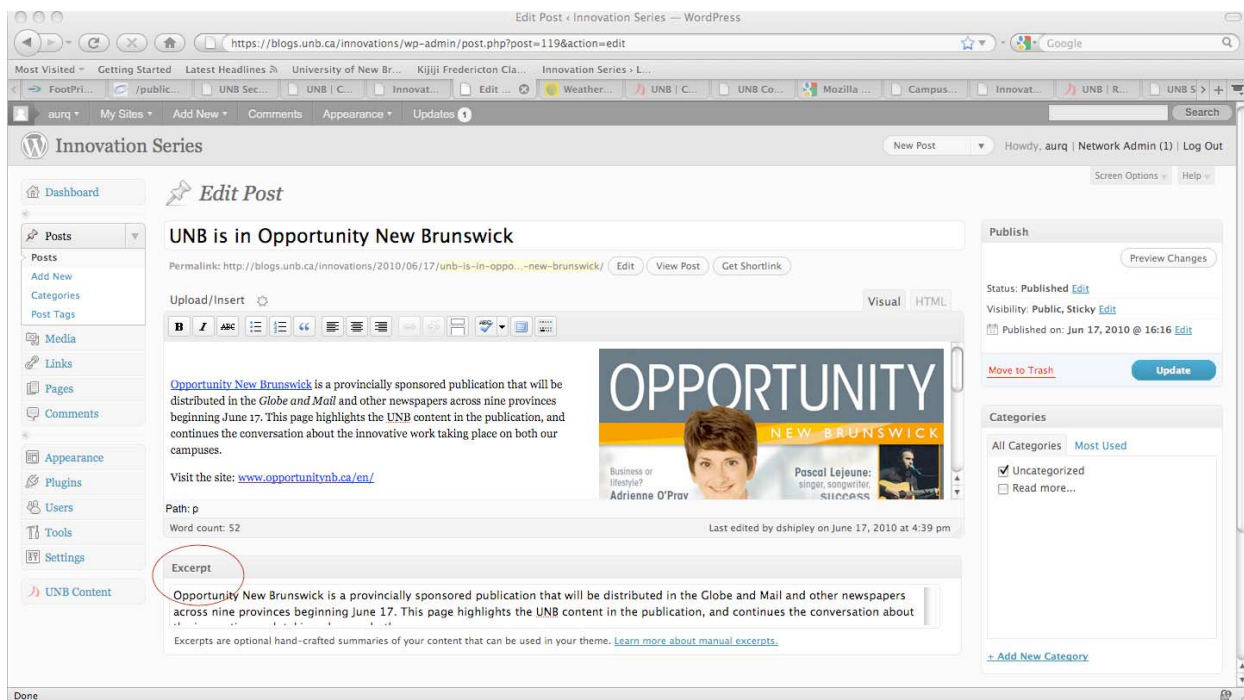 Edit Post ‹ Innovation Series — WordPress
https://blogs.unb.ca/innovations/wp-admin/post.php?post=119&action=edit
Google
Most Visited Getting Started Latest Headlines University of New Br... Kijiji Fredericton Cla... Innovation Series › L...
FootPri... /public... UNB Sec... UNB | C... Innovat... Edit ... Weather... UNB | C... UNB Co... Mozilla ... Campus... Innovat... UNB | R... UNB S
aurq My Sites Add New Comments Appearance Updates 1 Search
Innovation Series
New Post
Howdy, aurq | Network Admin (1) | Log Out
Screen Options Help
Dashboard
Posts
Posts
Add New
Categories
Post Tags
Media
Links
Pages
Comments
Appearance
Plugins
Users
Tools
Settings
UNB Content
Edit Post
UNB is in Opportunity New Brunswick
Permalink: http://blogs.unb.ca/innovations/2010/06/17/unb-is-in-oppo...-new-brunswick/ Edit View Post Get Shortlink
Upload/Insert
Visual HTML
B I ABC
Opportunity New Brunswick is a provincially sponsored publication that will be
distributed in the Globe and Mail and other newspapers across nine provinces
beginning June 17. This page highlights the UNB content in the publication, and
continues the conversation about the innovative work taking place on both our
campuses.
Visit the site: www.opportunitynb.ca/en/
OPPORTUNITY
NEW BRUNSWICK
Business or
lifestyle?
Adrienne O'Pray
Pascal Lejeune:
singer, songwriter,
success
Path: p
Word count: 52
Last edited by dshipley on June 17, 2010 at 4:39 pm
Excerpt
Opportunity New Brunswick is a provincially sponsored publication that will be distributed in the Globe and Mail and other newspapers
across nine provinces beginning June 17. This page highlights the UNB content in the publication, and continues the conversation about
Excerpts are optional hand-crafted summaries of your content that can be used in your theme. Learn more about manual excerpts.
Publish
Preview Changes
Status: Published Edit
Visibility: Public, Sticky Edit
Published on: Jun 17, 2010 @ 16:16 Edit
Move to Trash
Update
Categories
All Categories Most Used
Uncategorized
Read more...
+ Add New Category
Done